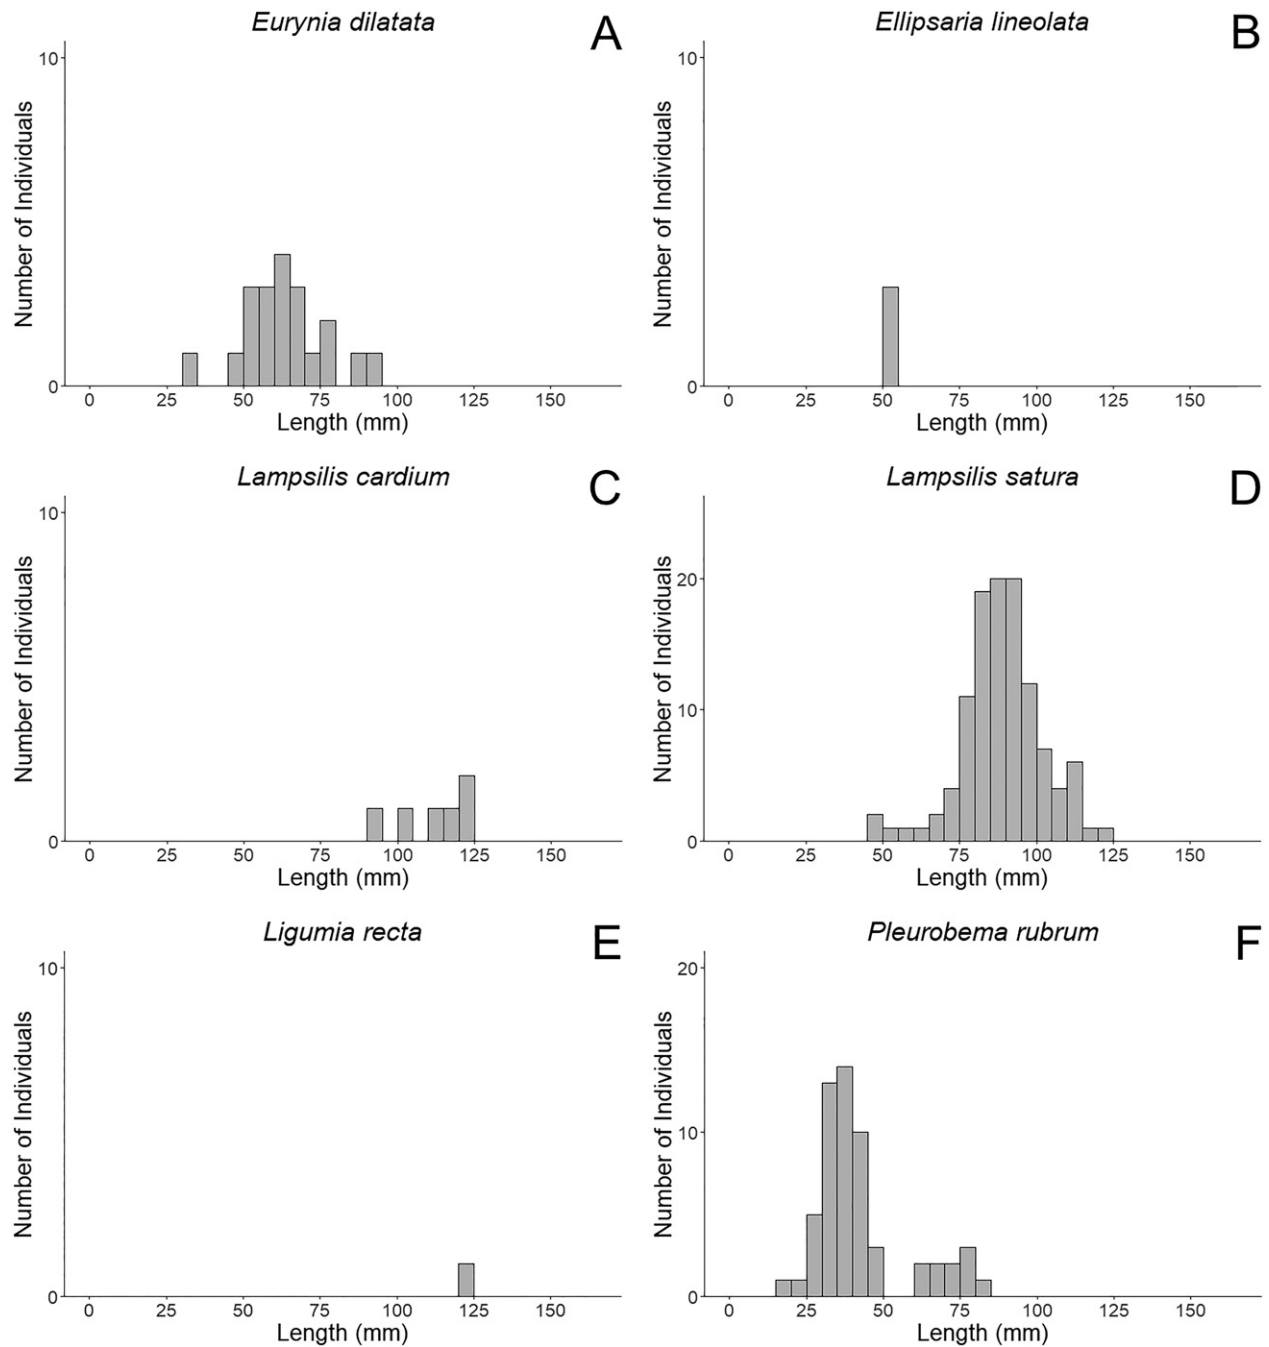 Eurynia dilatata
A
10
Number of Individuals
0
0 25 50 75 100 125 150
Length (mm)
Ellipsaria lineolata
B
10
Number of Individuals
0
0 25 50 75 100 125 150
Length (mm)
Lampsilis cardium
C
10
Number of Individuals
0
0 25 50 75 100 125 150
Length (mm)
Lampsilis satura
D
20
10
Number of Individuals
0
0 25 50 75 100 125 150
Length (mm)
Ligumia recta
E
10
Number of Individuals
0
0 25 50 75 100 125 150
Length (mm)
Pleurobema rubrum
F
20
10
Number of Individuals
0
0 25 50 75 100 125 150
Length (mm)